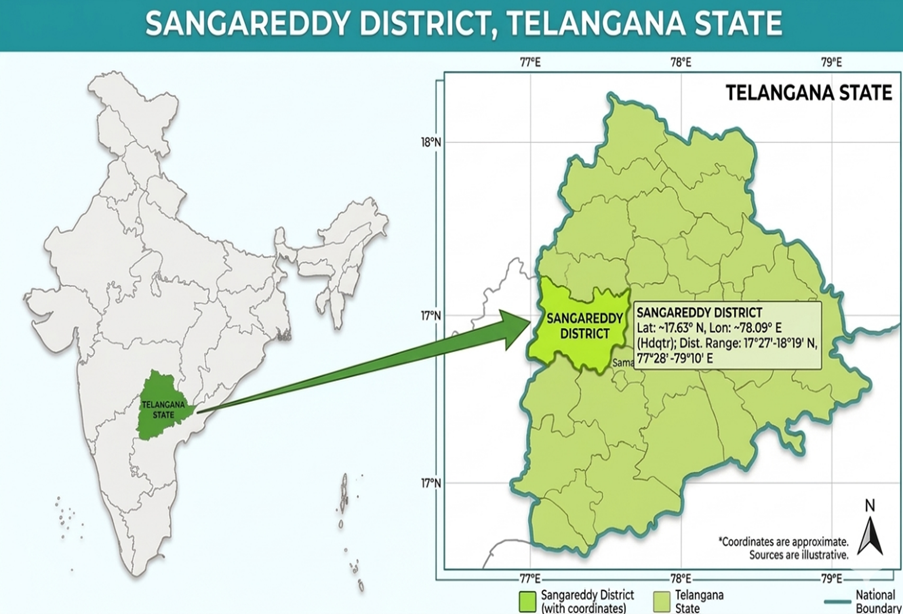 SANGAREDDY DISTRICT, TELANGANA STATE
77°E 78°E 79°E
TELANGANA STATE
18°N
17°N
17°N
TELANGANA
STATE
SANGAREDDY
DISTRICT
SANGAREDDY DISTRICT
Lat: ~17.63° N, Lon: ~78.09° E
(Hdqtr); Dist. Range: 17°27'-18°19' N,
77°28'-79°10' E
Sama
N
*Coordinates are approximate.
Sources are illustrative.
77°E 78°E 79°E
Sangareddy District
(with coordinates)
Telangana
State
National
Boundary